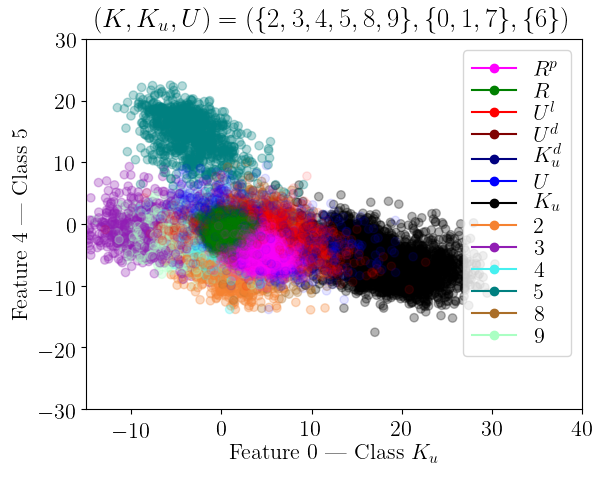 (K, K_u, U) = ({2, 3, 4, 5, 8, 9}, {0, 1, 7}, {6})
R^p
R
U^l
U^d
K_u^d
U
K_u
2
3
4
5
8
9
30
20
10
0
−10
−20
−30
Feature 4 — Class 5
−10 0 10 20 30 40
Feature 0 — Class K_u